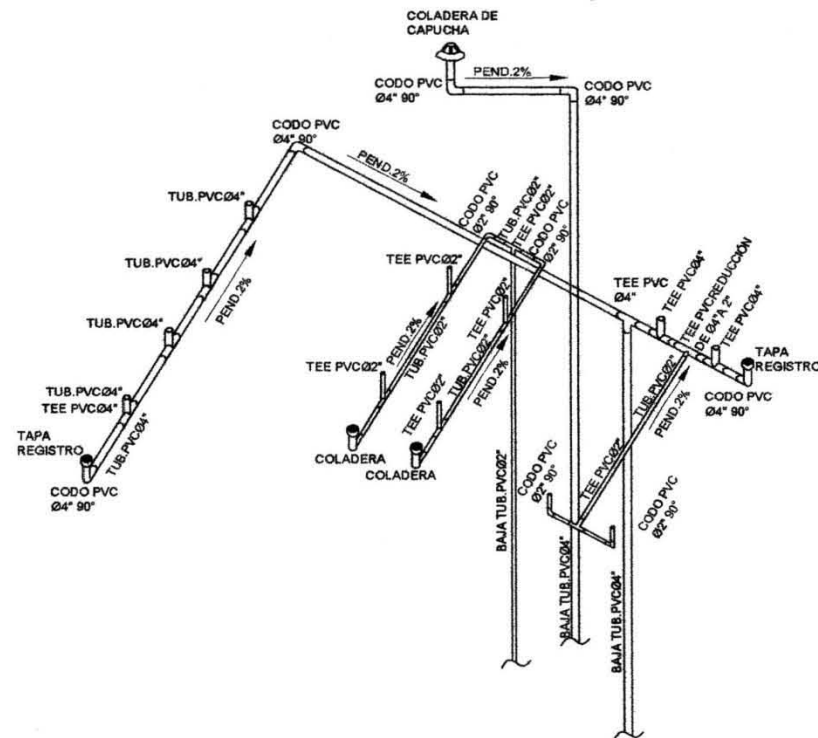 COLADERA DE
CAPUCHA
PEND.2%
CODO PVC
Ø4" 90°
CODO PVC
Ø4" 90°
CODO PVC
Ø4" 90°
PEND.2%
TUB.PVCØ4"
TUB.PVCØ4"
TUB.PVCØ4"
TUB.PVCØ4"
TEE PVCØ4"
PEND.2%
TUB.PVCØ4"
TAPA
REGISTRO
CODO PVC
Ø4" 90°
CODO PVC
Ø2" 90°
TUB.PVCØ2"
TEE PVCØ2"
CODO PVC
Ø2" 90°
TEE PVCØ2"
PEND.2%
TUB.PVCØ2"
TEE PVCØ2"
TEE PVCØ2"
TUB.PVCØ2"
PEND.2%
TEE PVCØ2"
COLADERA
COLADERA
TEE PVC
Ø4"
TEE PVCØ4"
TEE PVCREDUCIÓN
DE Ø4"A 2"
TEE PVCØ4"
TAPA
REGISTRO
CODO PVC
Ø4" 90°
TUB.PVCØ2"
PEND.2%
TEE PVCØ2"
CODO PVC
Ø2" 90°
CODO PVC
Ø2" 90°
BAJA TUB.PVCØ2"
BAJA TUB.PVCØ4"
BAJA TUB.PVCØ4"